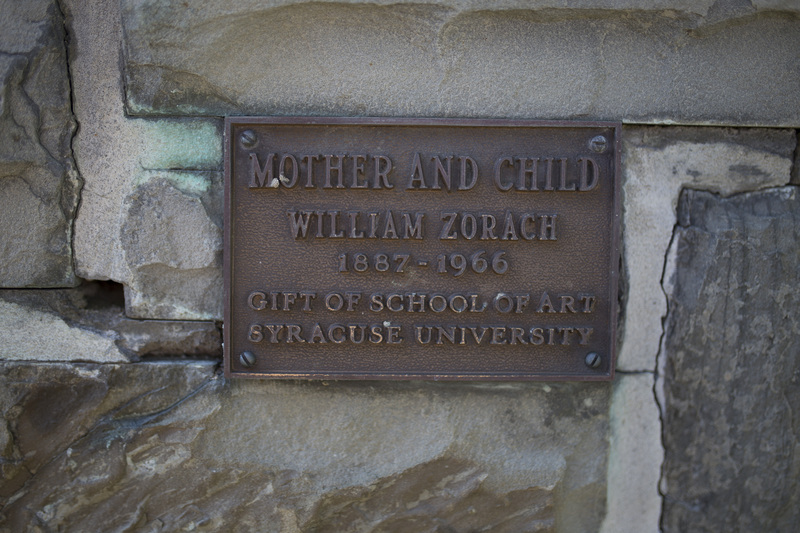 MOTHER AND CHILD
WILLIAM ZORACH
1887-1966
GIFT OF SCHOOL OF ART
SYRACUSE UNIVERSITY